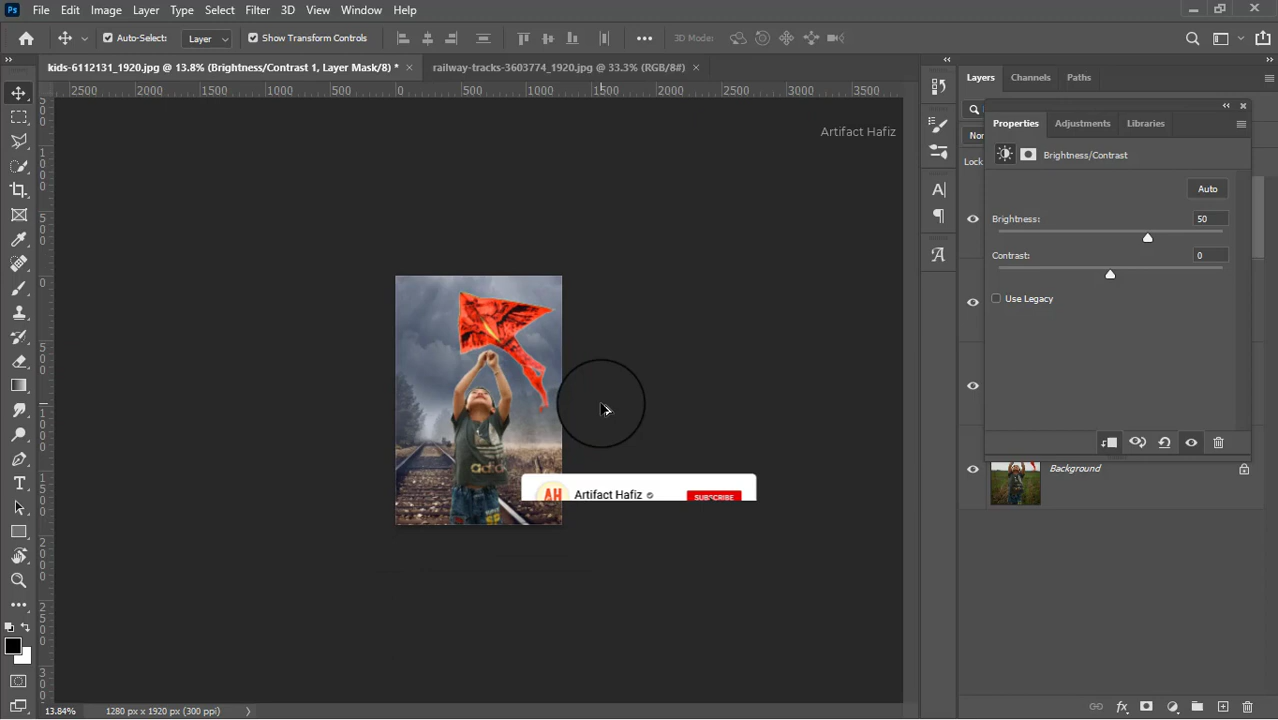 Ps File Edit Image Layer Type Select Filter 3D View Window Help
Auto-Select: Layer Show Transform Controls 3D Mode:
kids-6112131_1920.jpg @ 13.8% (Brightness/Contrast 1, Layer Mask/8) * × railway-tracks-3603774_1920.jpg @ 33.3% (RGB/8#) ×
Layers Channels Paths
2500 2000 1500 1000 500 0 500 1000 1500 2000 2500 3000 3500
Artifact Hafiz
Properties Adjustments Libraries
Nor
Lock
Brightness/Contrast
Auto
Brightness: 50
Contrast: 0
Use Legacy
adidas
Background
AH Artifact Hafiz SUBSCRIBE
13.84% 1280 px x 1920 px (300 ppi)